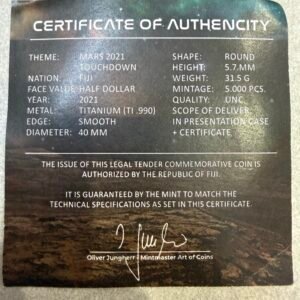 CERTIFICATE OF AUTHENCITY
THEME: MARS 2021 TOUCHDOWN
NATION: FIJI
FACE VALUE: HALF DOLLAR
YEAR: 2021
METAL: TITANIUM (TI .990)
EDGE: SMOOTH
DIAMETER: 40 MM
SHAPE: ROUND
HEIGHT: 5.7.MM
WEIGHT: 31.5 G
MINTAGE: 5.000 PCS.
QUALITY: UNC.
SCOPE OF DELIVER:
IN PRESENTATION CASE
+ CERTIFICATE
THE ISSUE OF THIS LEGAL TENDER COMMEMORATIVE COIN IS
AUTHORIZED BY THE REPUBLIC OF FIJI.
IT IS GUARANTEED BY THE MINT TO MATCH THE
TECHNICAL SPECIFICATIONS AS SET IN THIS CERTIFICATE.
Oliver Jungherr - Mintmaster Art of Coins